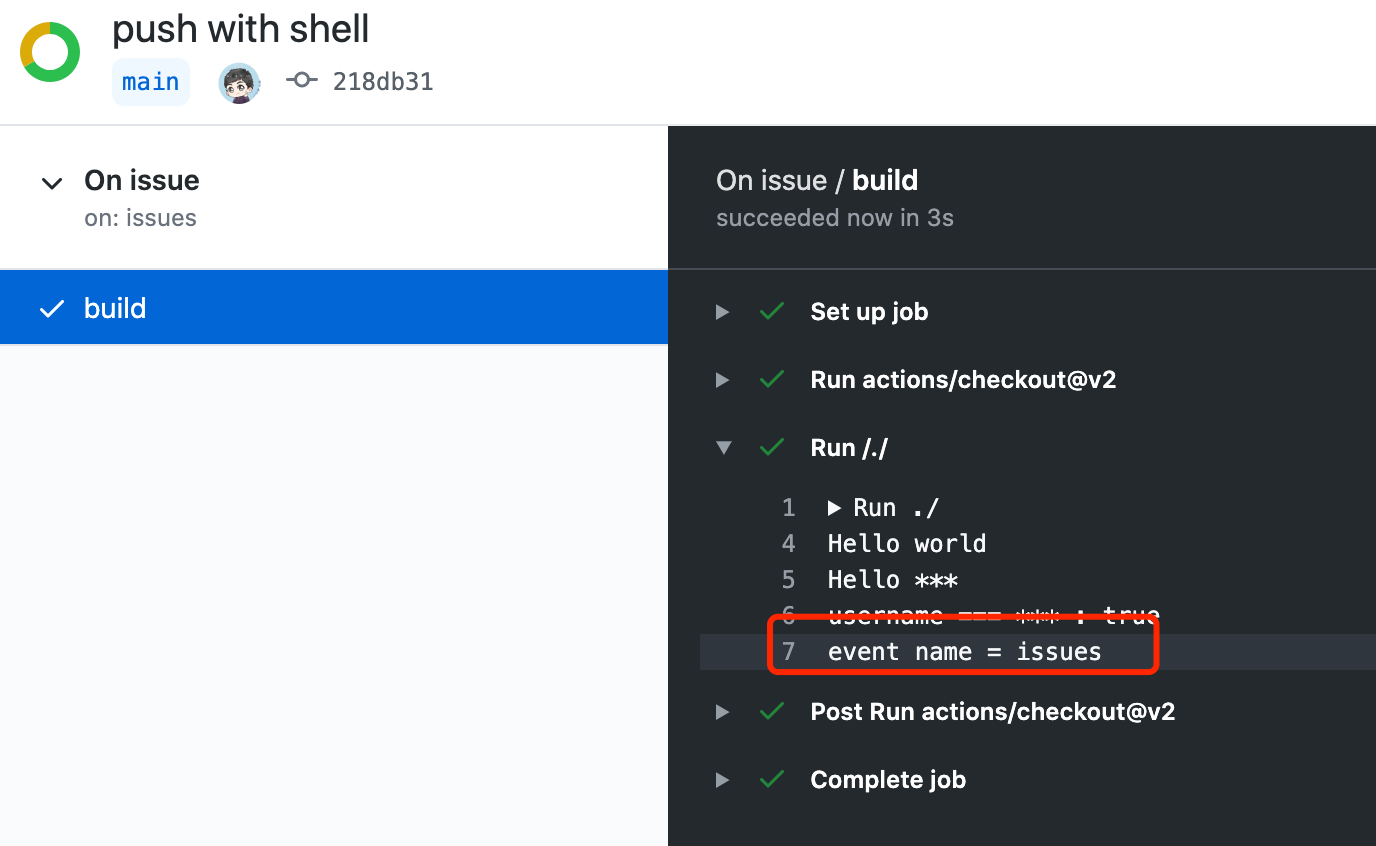 push with shell
main 218db31
On issue
on: issues
build
On issue / build
succeeded now in 3s
Set up job
Run actions/checkout@v2
Run /./
1 Run ./
4 Hello world
5 Hello ***
6 username === *** : true
7 event name = issues
Post Run actions/checkout@v2
Complete job